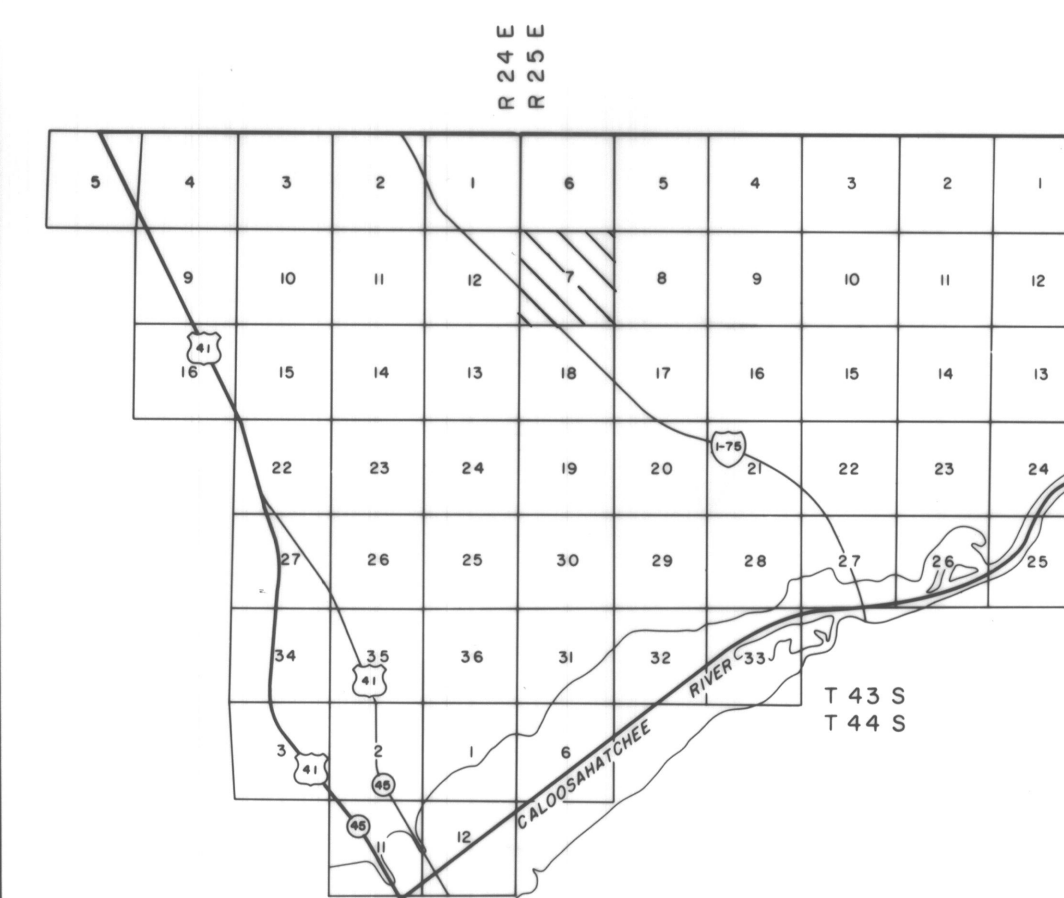 R 24 E
R 25 E
5 4 3 2 1 6 5 4 3 2 1
9 10 11 12 7 8 9 10 11 12
41
16 15 14 13 18 17 16 15 14 13
I-75
22 23 24 19 20 21 22 23 24
27 26 25 30 29 28 27 26 25
34 35 36 31 32 33
41
RIVER
T 43 S
T 44 S
3 2 1 6
41
45
CALOOSAHATCHEE
45
11 12